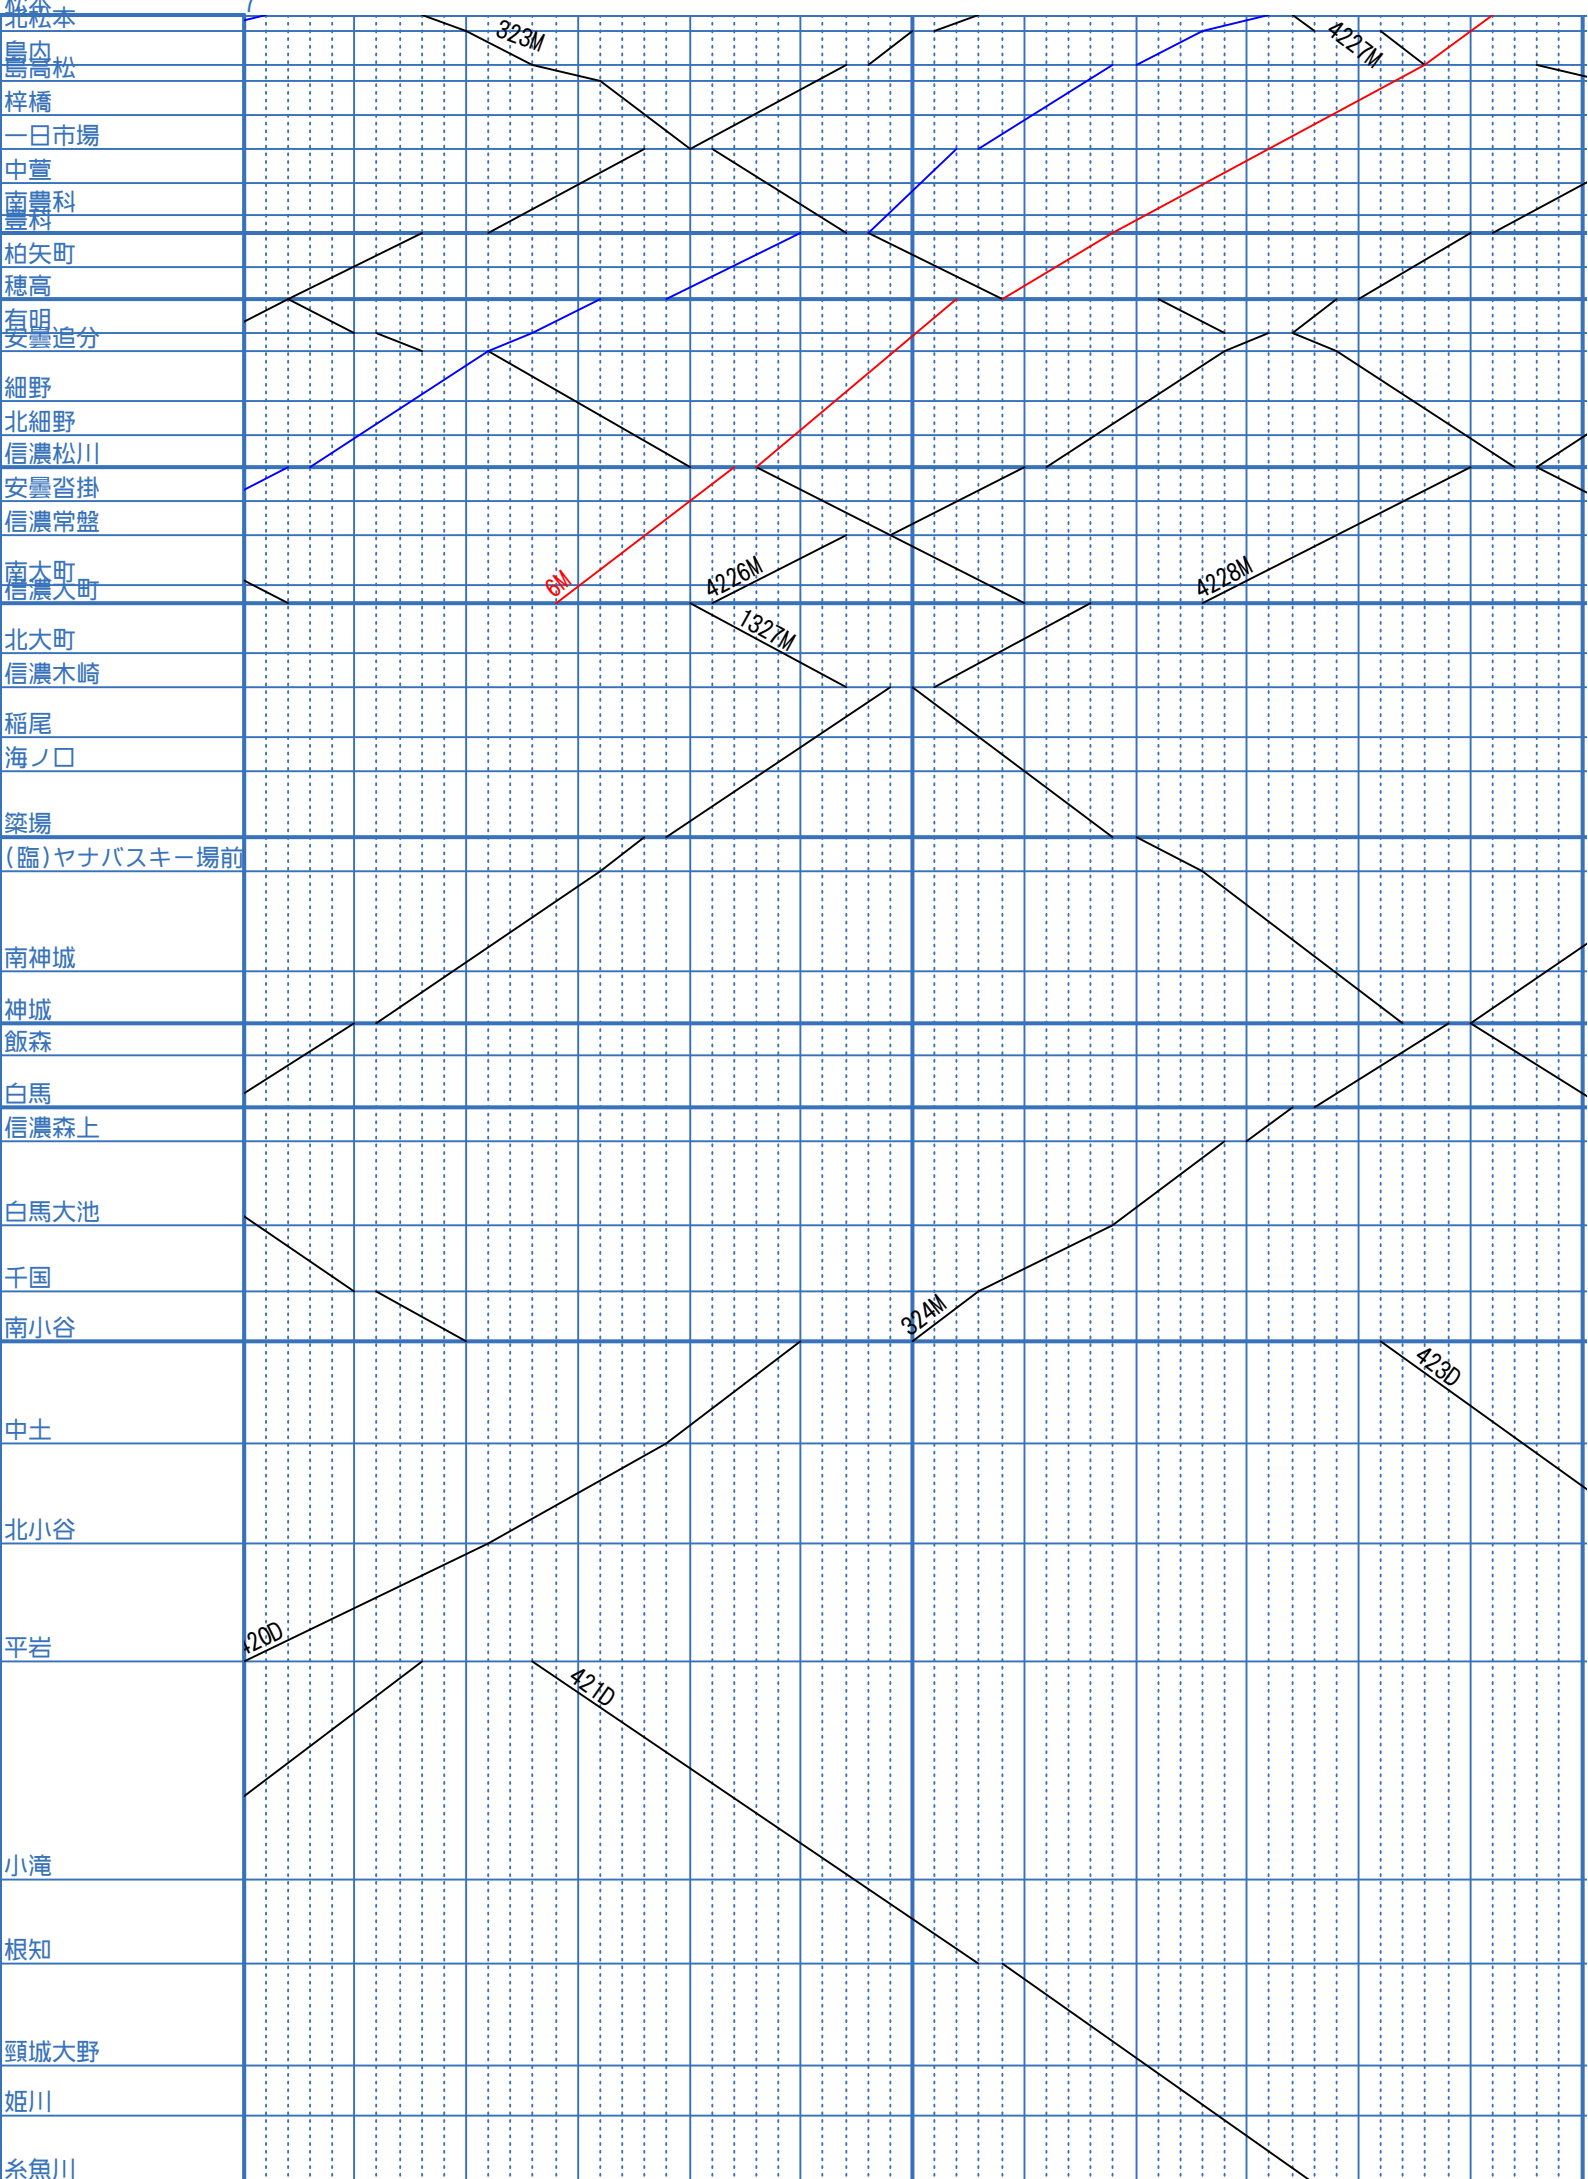 松本
7
北松本
島内
島高松
梓橋
一日市場
中萱
南豊科
豊科
柏矢町
穂高
有明
安曇追分
細野
北細野
信濃松川
安曇沓掛
信濃常盤
南大町
信濃大町
北大町
信濃木崎
稲尾
海ノ口
簗場
(臨)ヤナバスキー場前
南神城
神城
飯森
白馬
信濃森上
白馬大池
千国
南小谷
中土
北小谷
平岩
小滝
根知
頸城大野
姫川
糸魚川
323M
4227M
6M
4226M
4228M
1327M
324M
423D
420D
421D